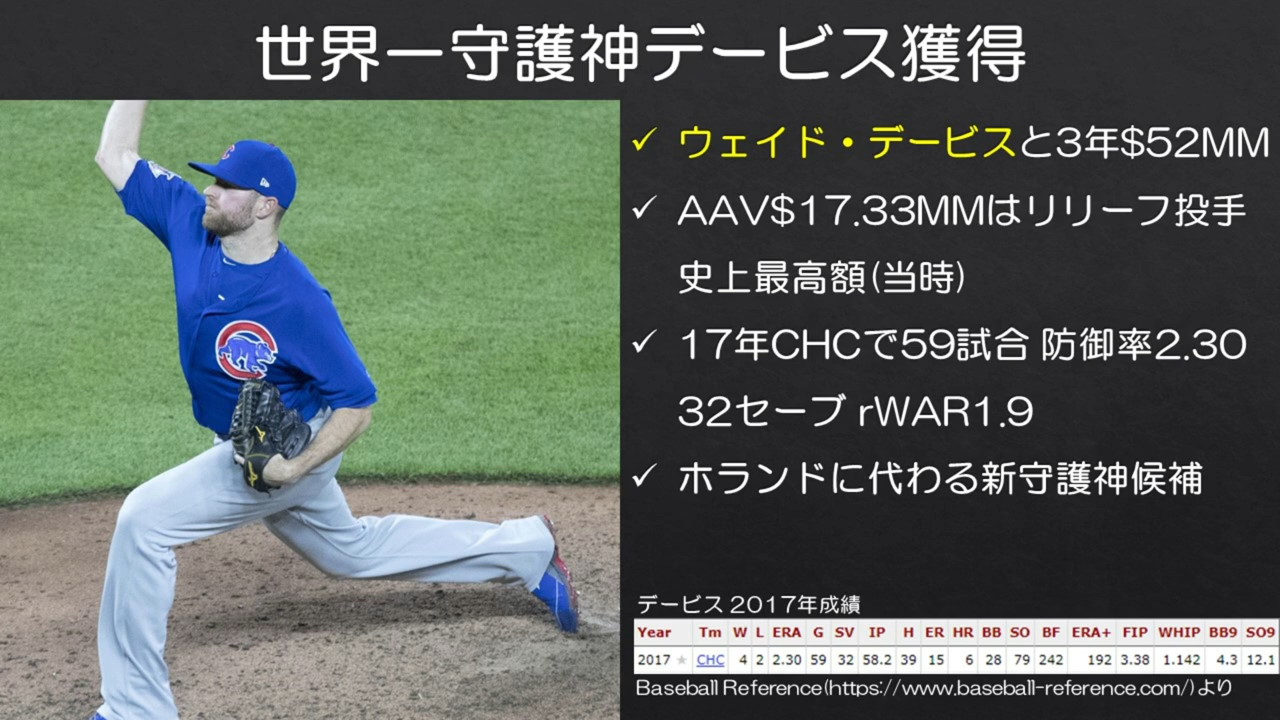 世界一守護神デービス獲得
✓ ウェイド・デービスと3年$52MM
✓ AAV$17.33MMはリリーフ投手
史上最高額(当時)
✓ 17年CHCで59試合 防御率2.30
32セーブ rWAR1.9
✓ ホランドに代わる新守護神候補
デービス 2017年成績
Year Tm W L ERA G SV IP H ER HR BB SO BF ERA+ FIP WHIP BB9 SO9
2017 ★ CHC 4 2 2.30 59 32 58.2 39 15 6 28 79 242 192 3.38 1.142 4.3 12.1
Baseball Reference(https://www.baseball-reference.com/)より